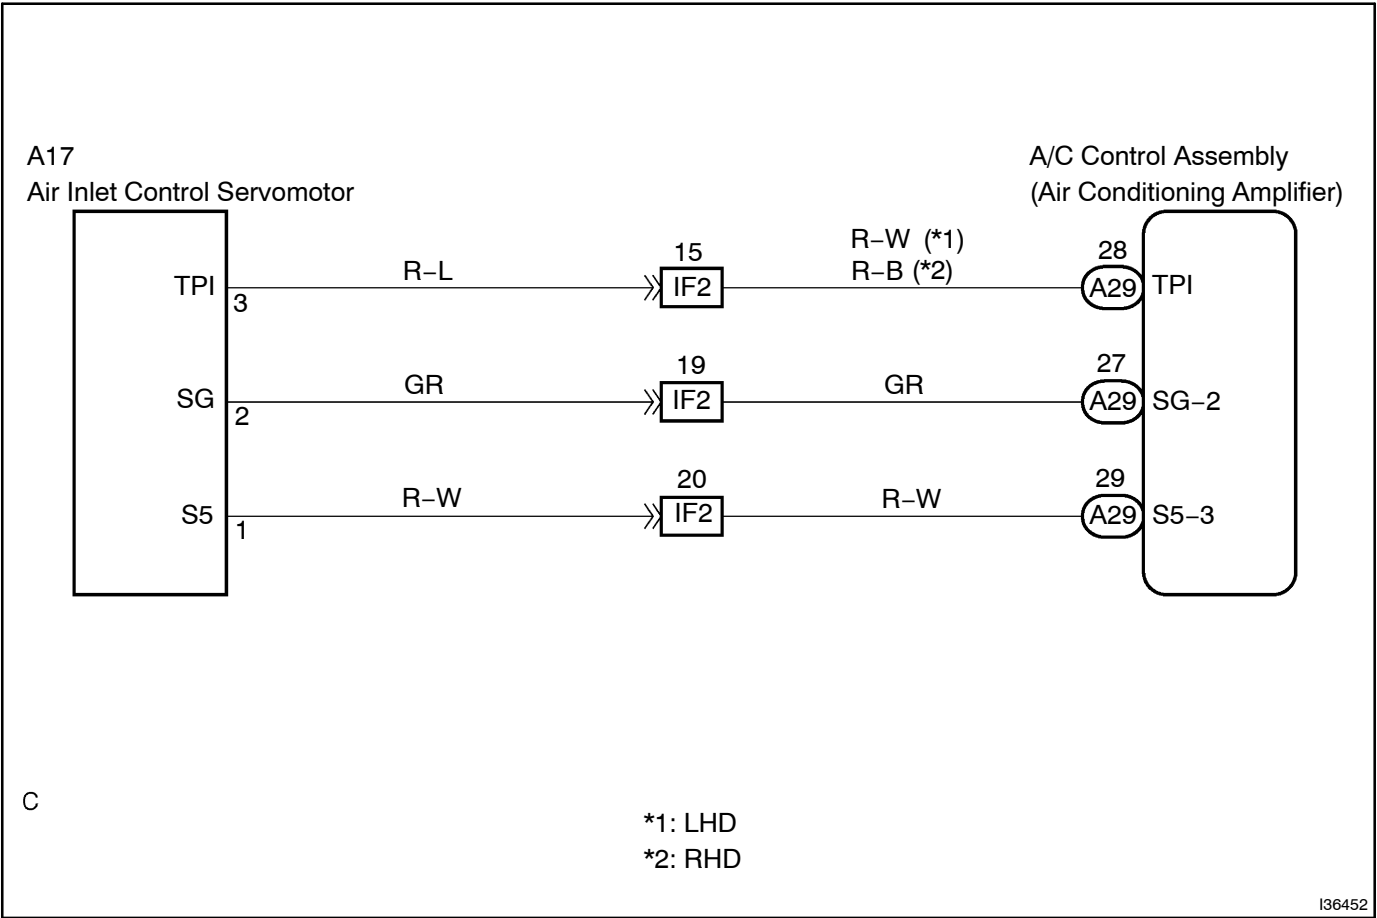 A17
Air Inlet Control Servomotor
A/C Control Assembly
(Air Conditioning Amplifier)
TPI
3
R–L
15
IF2
R–W (*1)
R–B (*2)
28
A29
TPI
SG
2
GR
19
IF2
GR
27
A29
SG–2
S5
1
R–W
20
IF2
R–W
29
A29
S5–3
C
*1: LHD
*2: RHD
I36452